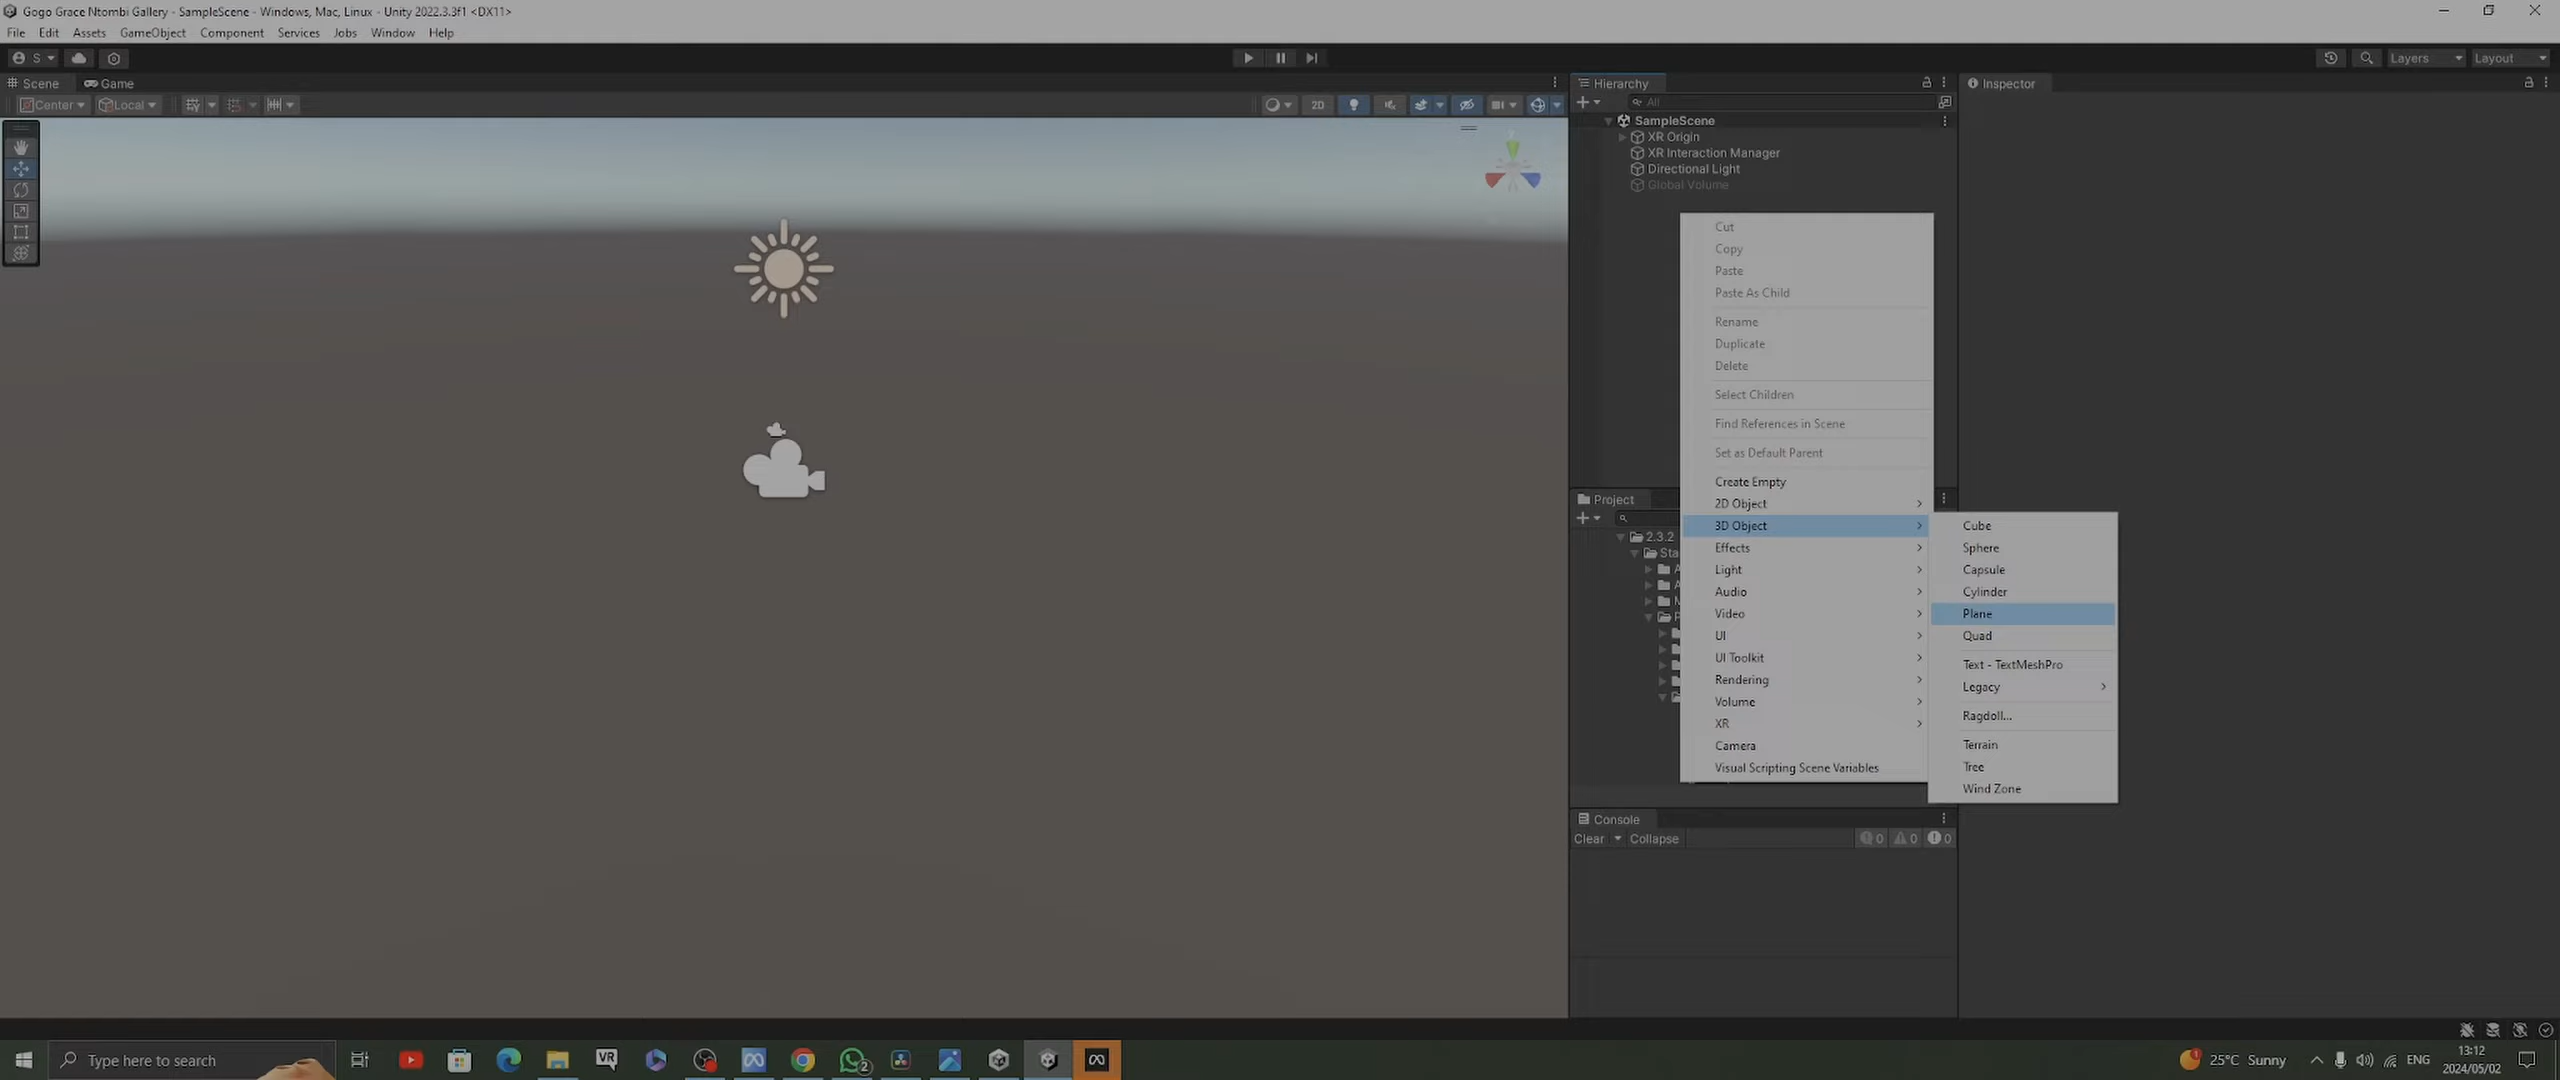 Gogo Grace Ntombi Gallery - SampleScene - Windows, Mac, Linux - Unity 2022.3.3f1 <DX11>
File Edit Assets GameObject Component Services Jobs Window Help
S
Layers Layout
Scene Game
Hierarchy
Inspector
Center Local
2D
All
SampleScene
XR Origin
XR Interaction Manager
Directional Light
Global Volume
Cut
Copy
Paste
Paste As Child
Rename
Duplicate
Delete
Select Children
Find References in Scene
Set as Default Parent
Create Empty
2D Object
3D Object
Effects
Light
Audio
Video
UI
UI Toolkit
Rendering
Volume
XR
Camera
Visual Scripting Scene Variables
Cube
Sphere
Capsule
Cylinder
Plane
Quad
Text - TextMeshPro
Legacy
Ragdoll...
Terrain
Tree
Wind Zone
Project
2.3.2
Sta
Console
Clear Collapse 0 0 0
Type here to search
VR
2
1
25°C Sunny
ENG
13:12
2024/05/02